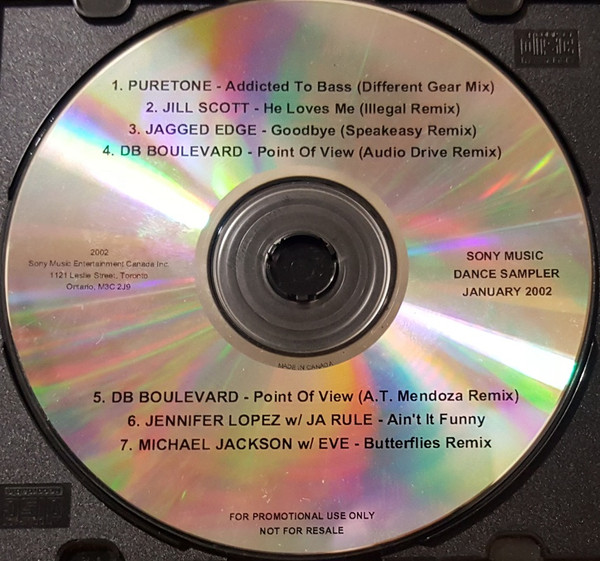 1. PURETONE - Addicted To Bass (Different Gear Mix)
2. JILL SCOTT - He Loves Me (Illegal Remix)
3. JAGGED EDGE - Goodbye (Speakeasy Remix)
4. DB BOULEVARD - Point Of View (Audio Drive Remix)
2002
Sony Music Entertainment Canada Inc.
1121 Leslie Street, Toronto
Ontario, M3C 2J9
SONY MUSIC
DANCE SAMPLER
JANUARY 2002
MADE IN CANADA
5. DB BOULEVARD - Point Of View (A.T. Mendoza Remix)
6. JENNIFER LOPEZ w/ JA RULE - Ain't It Funny
7. MICHAEL JACKSON w/ EVE - Butterflies Remix
FOR PROMOTIONAL USE ONLY
NOT FOR RESALE